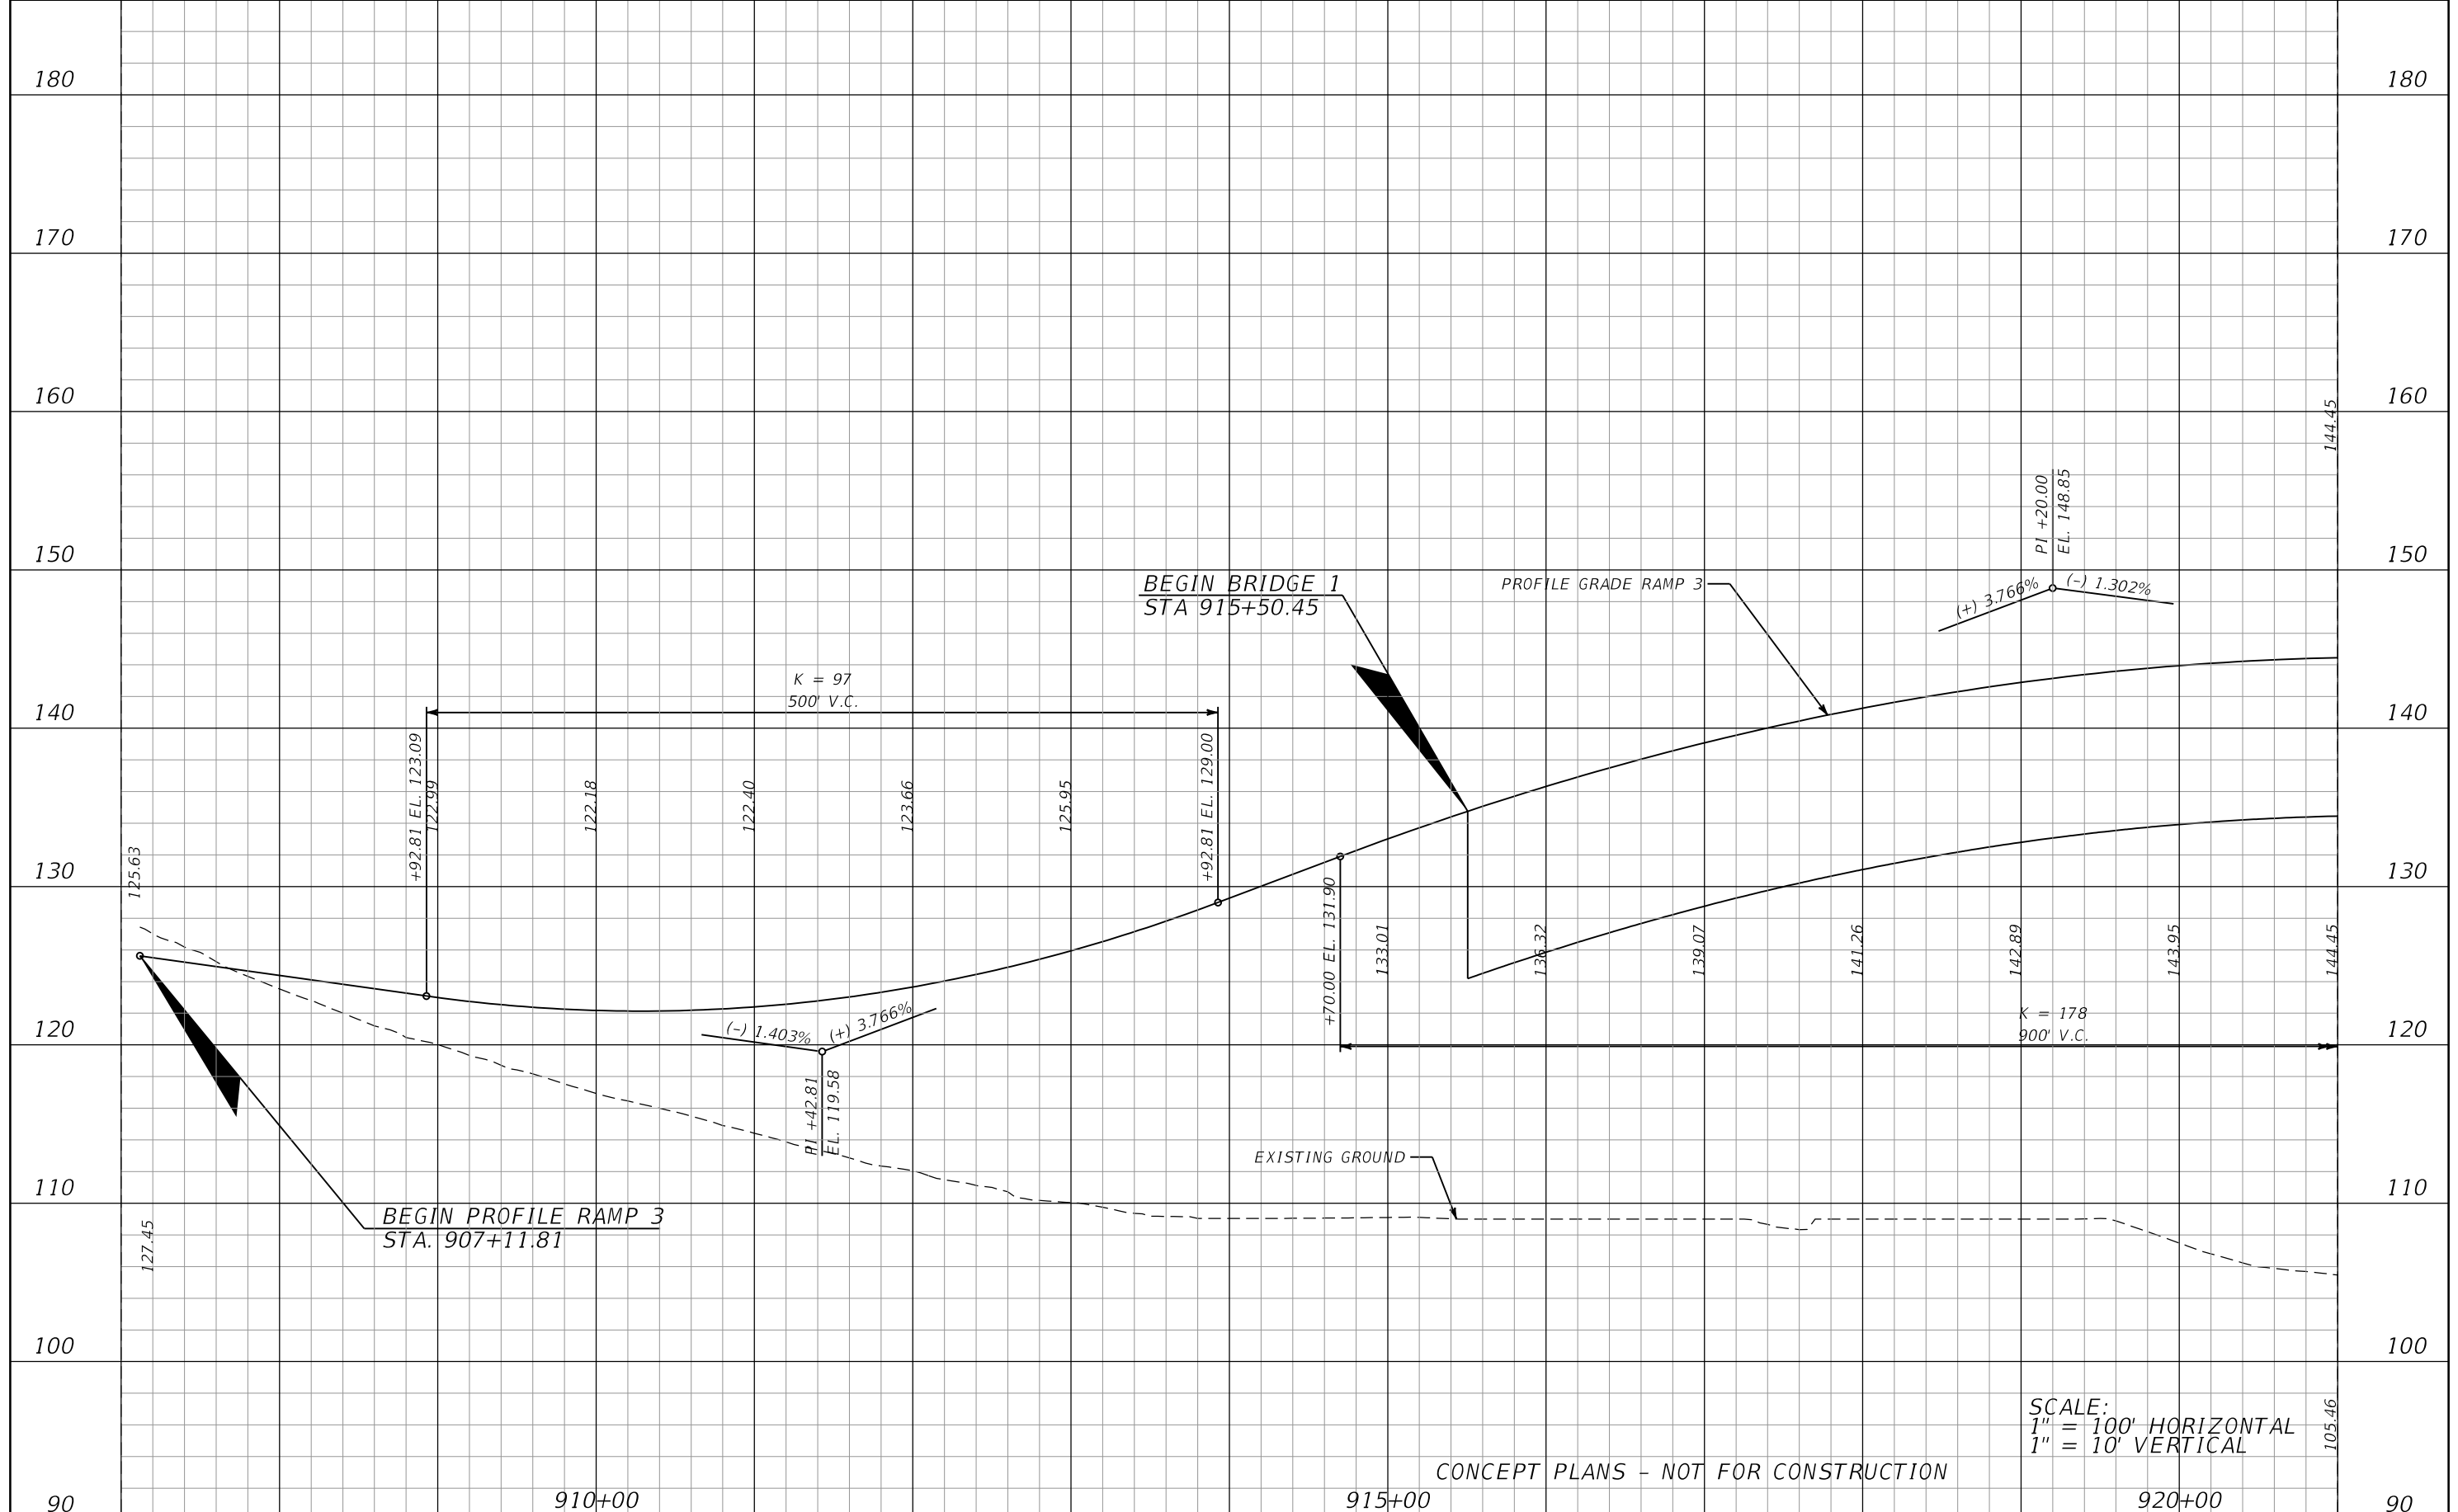 180
180
170
170
160
160
144.45
150
150
PI +20.00
EL. 148.85
(+) 3.766%
(-) 1.302%
BEGIN BRIDGE 1
STA 915+50.45
PROFILE GRADE RAMP 3
K = 97
500' V.C.
140
140
+92.81 EL. 123.09
122.99
122.18
122.40
123.66
125.95
+92.81 EL. 129.00
125.63
130
130
+70.00 EL. 131.90
133.01
136.32
139.07
141.26
142.89
143.95
144.45
K = 178
900' V.C.
120
120
(-) 1.403%
(+) 3.766%
PI +42.81
EL. 119.58
EXISTING GROUND
110
110
BEGIN PROFILE RAMP 3
STA. 907+11.81
127.45
100
100
SCALE:
1" = 100' HORIZONTAL
1" = 10' VERTICAL
105.46
CONCEPT PLANS - NOT FOR CONSTRUCTION
90
910+00
915+00
920+00
90